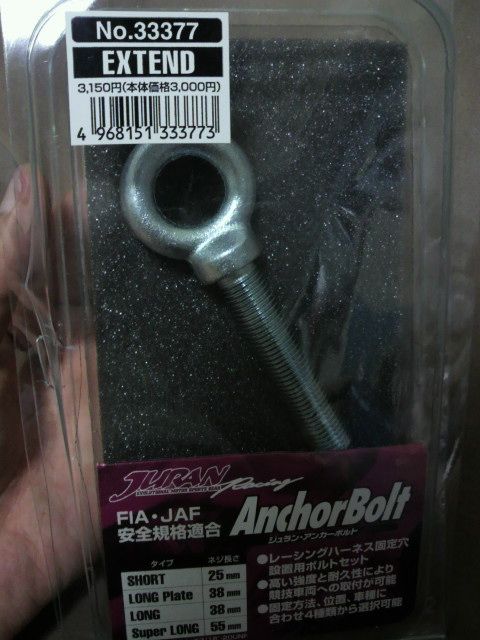 No.33377
EXTEND
3,150円(本体価格3,000円)
4 968151 333773
JURAN Racing
EVOLUTIONAL MOTOR SPORTS GEAR
FIA・JAF
安全規格適合
AnchorBolt
ジュラン・アンカーボルト
タイプ ネジ長さ
SHORT 25mm
LONG Plate 38mm
LONG 38mm
Super LONG 55mm
●レーシングハーネス固定穴
設置用ボルトセット
●高い強度と耐久性により
競技車両への取付が可能
●固定方法、位置、車種に
合わせ4種類から選択可能